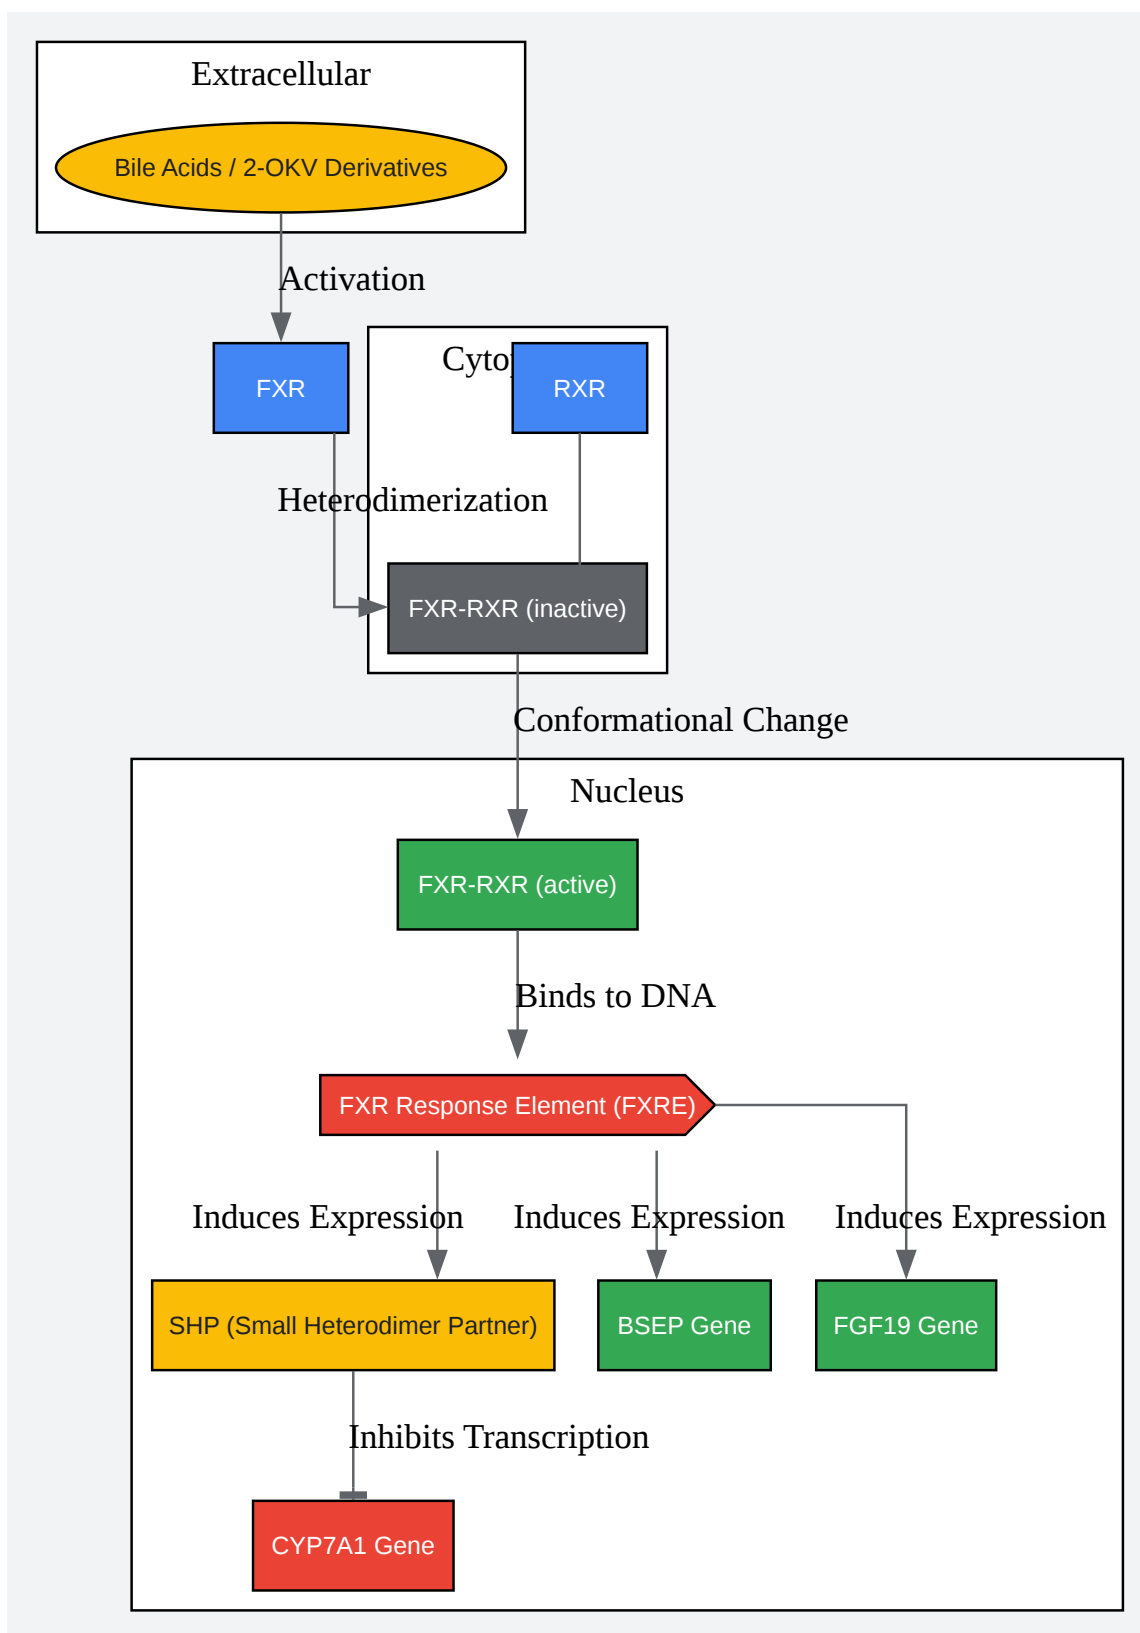 Extracellular
Bile Acids / 2-OKV Derivatives
Activation
FXR
RXR
Heterodimerization
FXR-RXR (inactive)
Conformational Change
Nucleus
FXR-RXR (active)
Binds to DNA
FXR Response Element (FXRE)
Induces Expression
Induces Expression
Induces Expression
SHP (Small Heterodimer Partner)
BSEP Gene
FGF19 Gene
Inhibits Transcription
CYP7A1 Gene